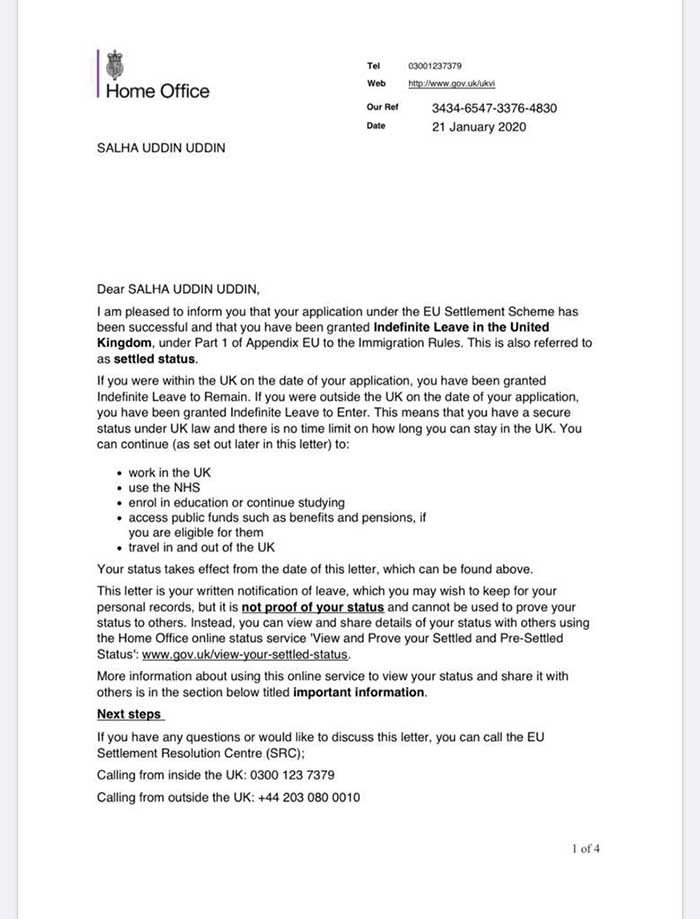 Home Office
Tel 03001237379
Web http://www.gov.uk/ukvi
Our Ref 3434-6547-3376-4830
Date 21 January 2020
SALHA UDDIN UDDIN
Dear SALHA UDDIN UDDIN,
I am pleased to inform you that your application under the EU Settlement Scheme has
been successful and that you have been granted Indefinite Leave in the United
Kingdom, under Part 1 of Appendix EU to the Immigration Rules. This is also referred to
as settled status.
If you were within the UK on the date of your application, you have been granted
Indefinite Leave to Remain. If you were outside the UK on the date of your application,
you have been granted Indefinite Leave to Enter. This means that you have a secure
status under UK law and there is no time limit on how long you can stay in the UK. You
can continue (as set out later in this letter) to:
• work in the UK
• use the NHS
• enrol in education or continue studying
• access public funds such as benefits and pensions, if
you are eligible for them
• travel in and out of the UK
Your status takes effect from the date of this letter, which can be found above.
This letter is your written notification of leave, which you may wish to keep for your
personal records, but it is not proof of your status and cannot be used to prove your
status to others. Instead, you can view and share details of your status with others using
the Home Office online status service 'View and Prove your Settled and Pre-Settled
Status': www.gov.uk/view-your-settled-status.
More information about using this online service to view your status and share it with
others is in the section below titled important information.
Next steps
If you have any questions or would like to discuss this letter, you can call the EU
Settlement Resolution Centre (SRC);
Calling from inside the UK: 0300 123 7379
Calling from outside the UK: +44 203 080 0010
1 of 4